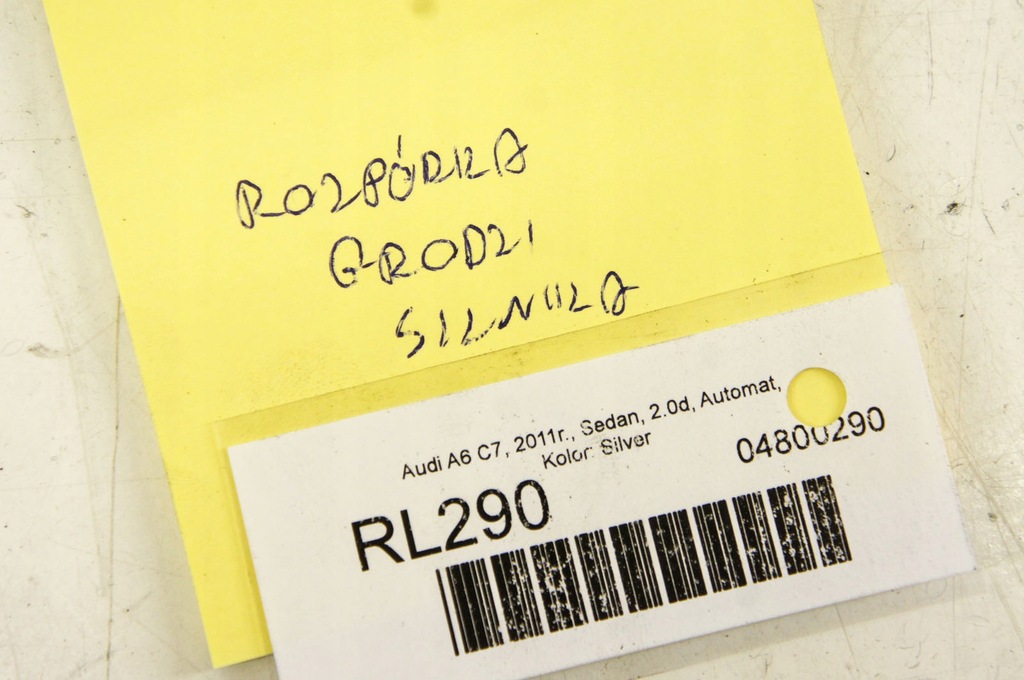 ROZPÓRKA
GRODZI
SILNIKA
Audi A6 C7, 2011r., Sedan, 2.0d, Automat,
Kolor: Silver
04800290
RL290